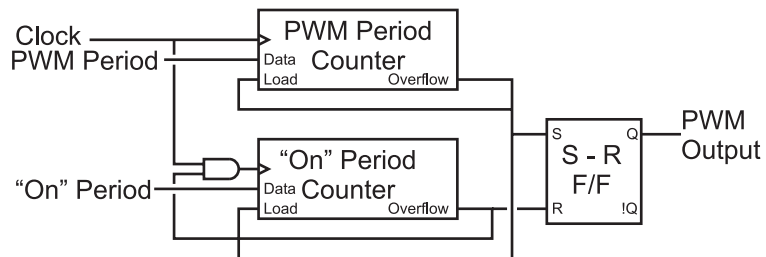 Clock
PWM Period
PWM Period
Counter
Data
Load
Overflow
"On" Period
"On" Period
Counter
Data
Load
Overflow
S
Q
S - R
F/F
R
!Q
PWM
Output